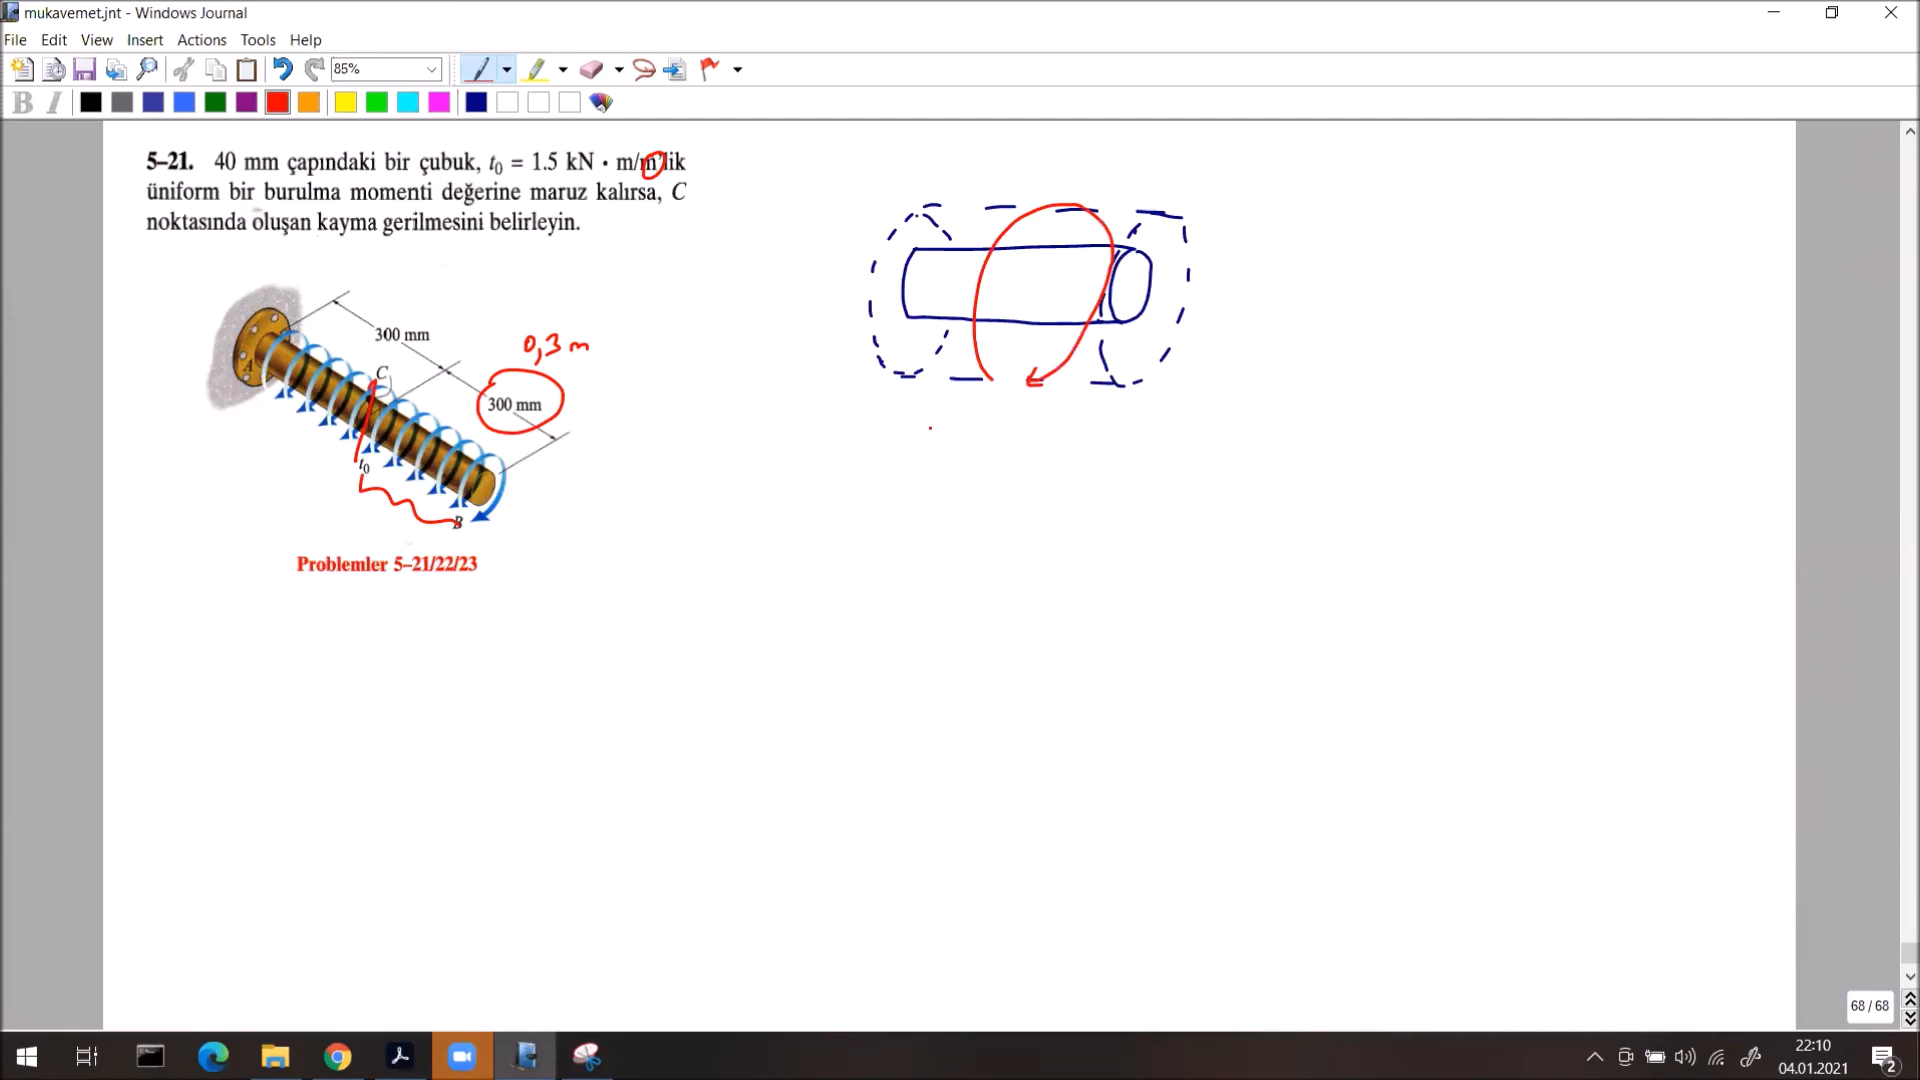 mukavemet.jnt - Windows Journal
File Edit View Insert Actions Tools Help
85%
B I
5–21. 40 mm çapındaki bir çubuk, t0 = 1.5 kN · m/m'lik
üniform bir burulma momenti değerine maruz kalırsa, C
noktasında oluşan kayma gerilmesini belirleyin.
300 mm
0,3 m
A
C
300 mm
t0
B
Problemler 5–21/22/23
68 / 68
22:10
04.01.2021
2